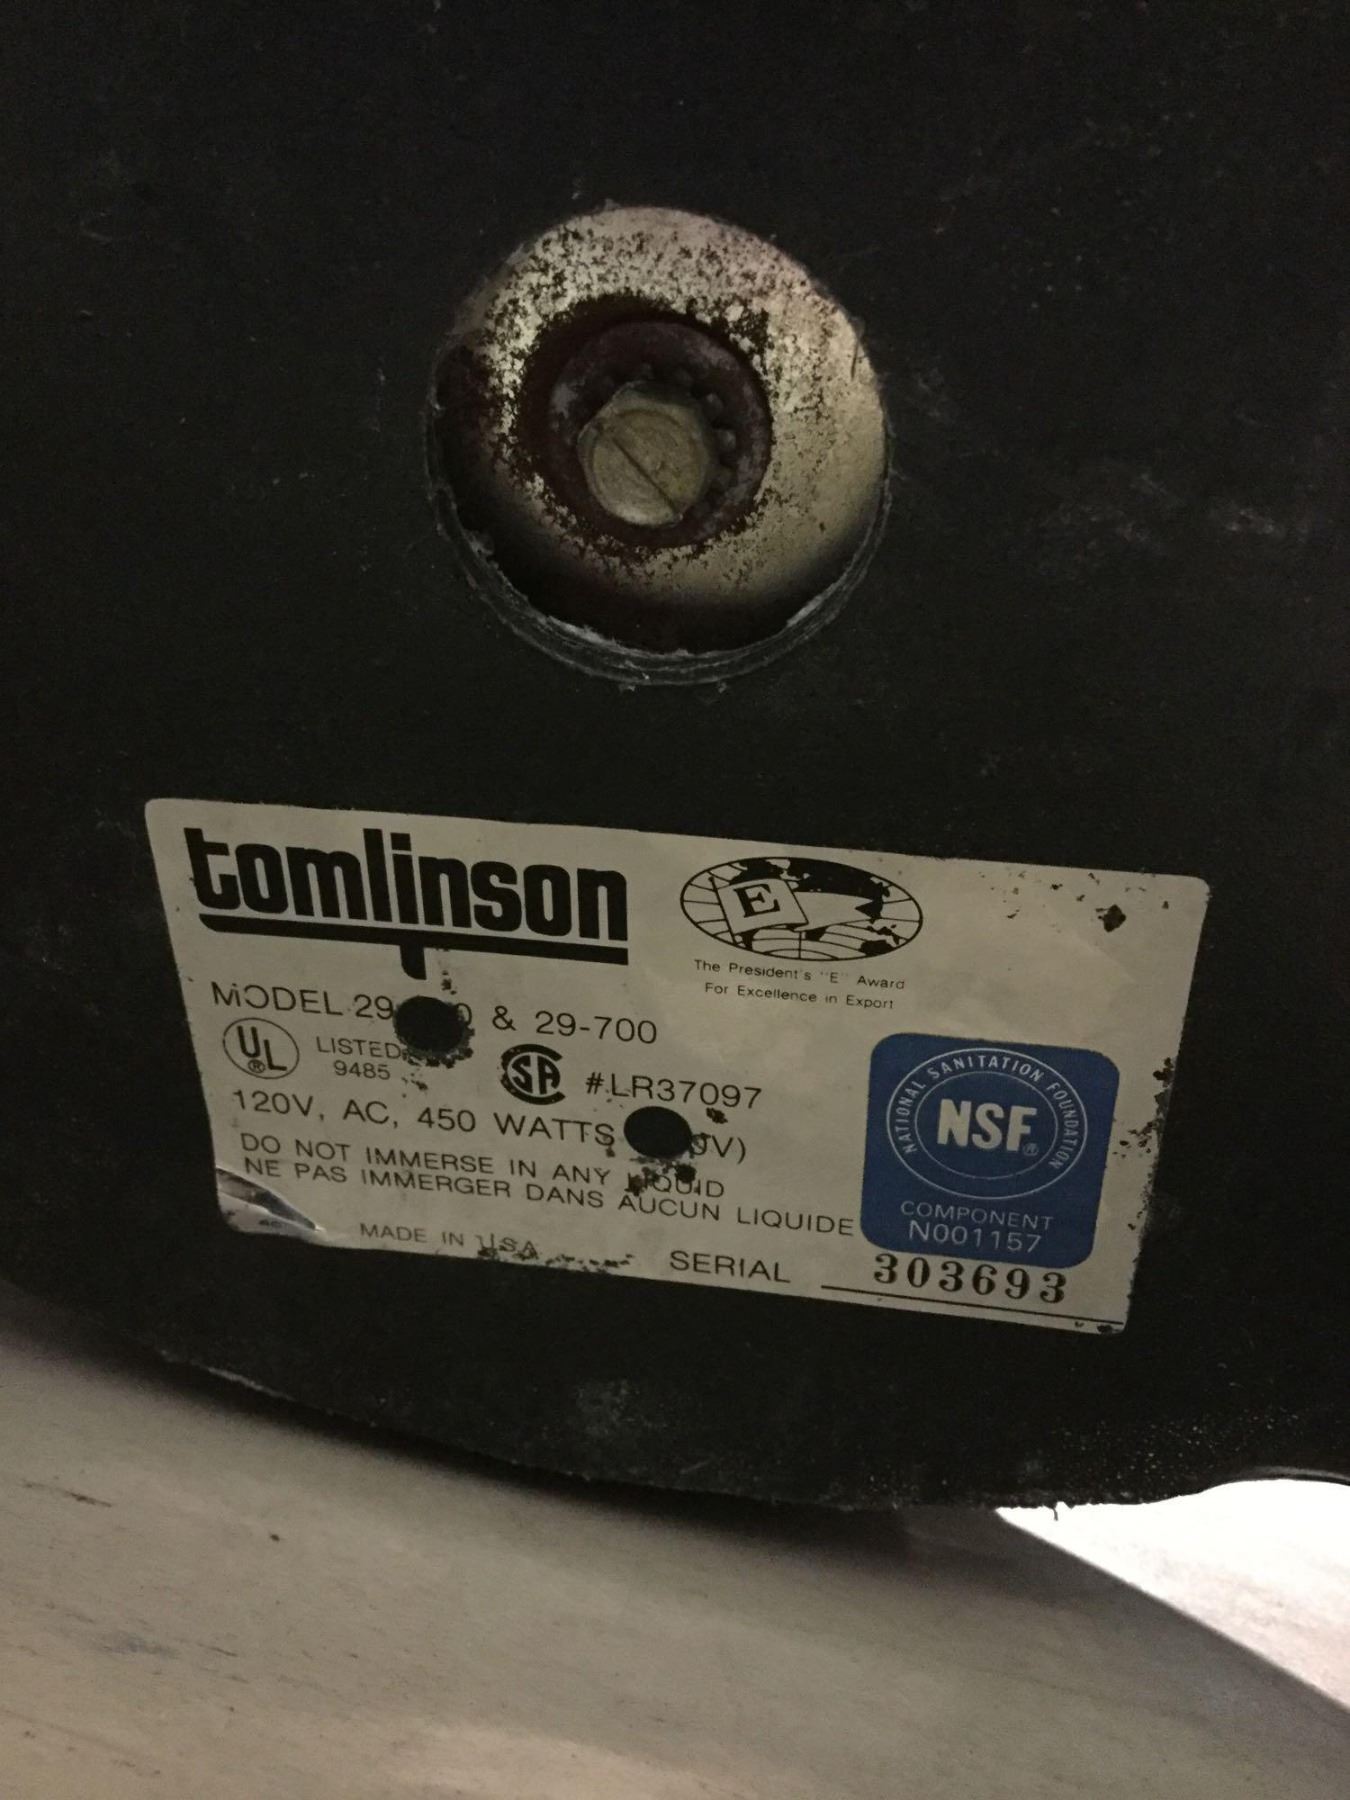 tomlinson
E
The President's "E" Award
For Excellence in Export
MODEL 29 & 29-700
UL ® LISTED
9485
SA #LR37097
120V, AC, 450 WATTS V)
DO NOT IMMERSE IN ANY LIQUID
NE PAS IMMERGER DANS AUCUN LIQUIDE
NATIONAL SANITATION FOUNDATION
NSF®
COMPONENT
N001157
MADE IN USA
SERIAL 303693